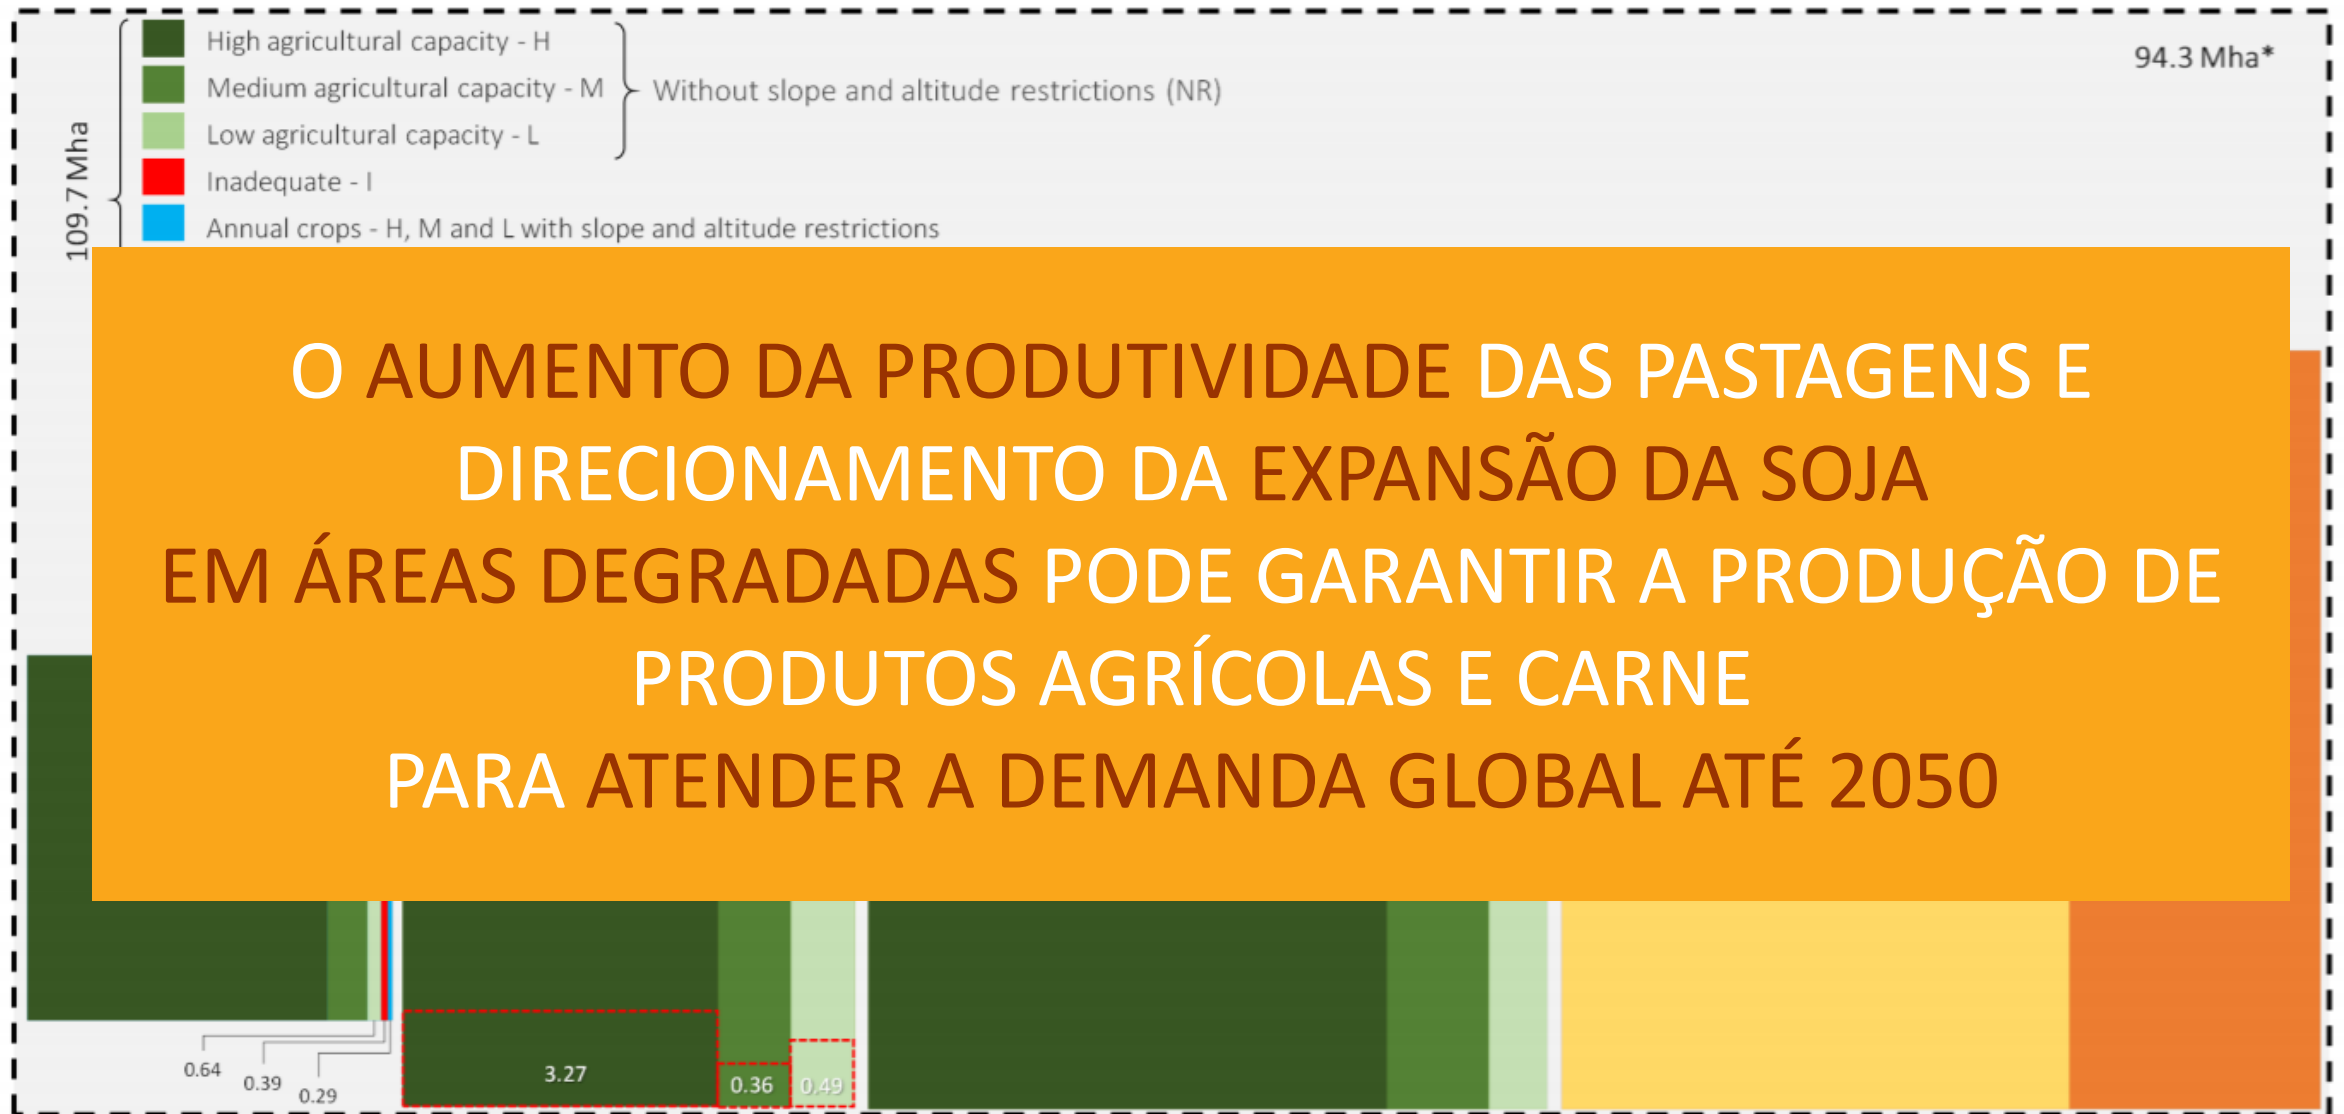 High agricultural capacity - H
94.3 Mha*
Medium agricultural capacity - M
Without slope and altitude restrictions (NR)
Low agricultural capacity - L
109.7 Mha
Inadequate - I
Annual crops - H, M and L with slope and altitude restrictions
O AUMENTO DA PRODUTIVIDADE DAS PASTAGENS E
DIRECIONAMENTO DA EXPANSÃO DA SOJA
EM ÁREAS DEGRADADAS PODE GARANTIR A PRODUÇÃO DE
PRODUTOS AGRÍCOLAS E CARNE
PARA ATENDER A DEMANDA GLOBAL ATÉ 2050
0.64
0.39
0.29
3.27
0.36
0.49